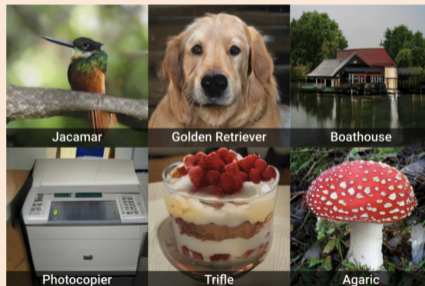 Jacamar
Golden Retriever
Boathouse
Photocopier
Trifle
Agaric